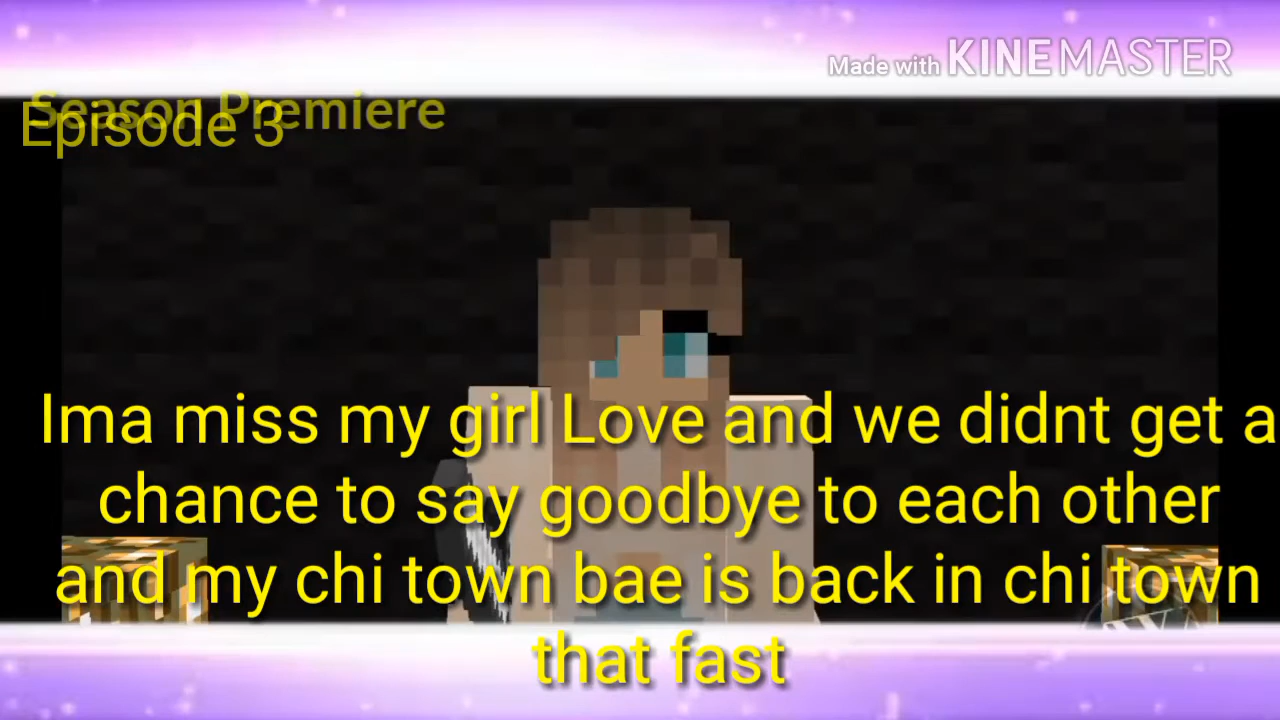 Made with KINEMASTER
Season Premiere
Episode 3
Ima miss my girl Love and we didnt get a
chance to say goodbye to each other
and my chi town bae is back in chi town
that fast